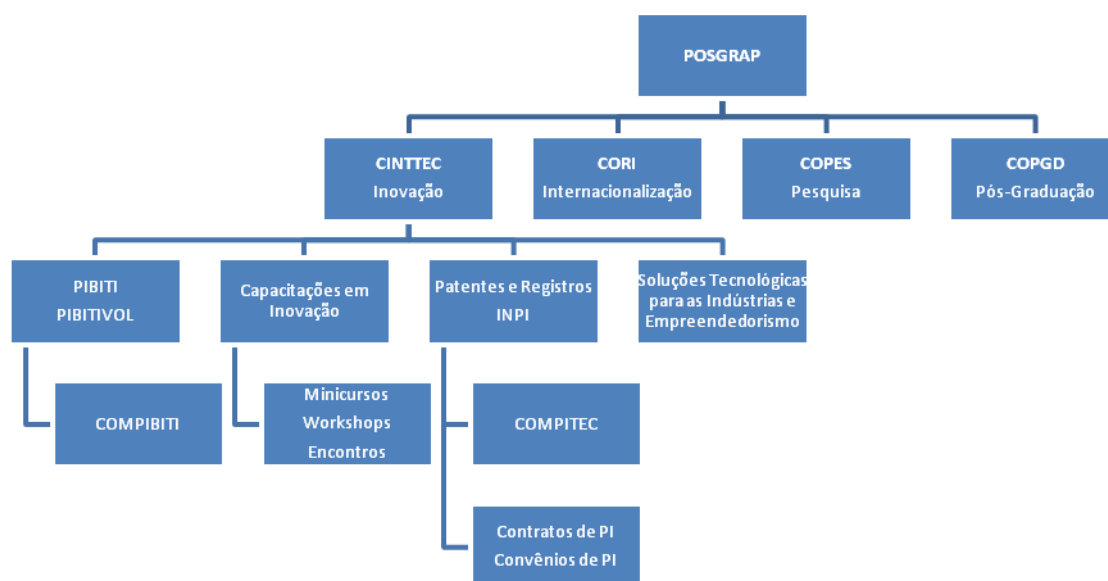 POSGRAP
CINTTEC
Inovação
CORI
Internacionalização
COPES
Pesquisa
COPGD
Pós-Graduação
PIBITI
PIBITIVOL
Capacitações em
Inovação
Patentes e Registros
INPI
Soluções Tecnológicas
para as Indústrias e
Empreendedorismo
COMPIBITI
Minicursos
Workshops
Encontros
COMPITEC
Contratos de PI
Convênios de PI